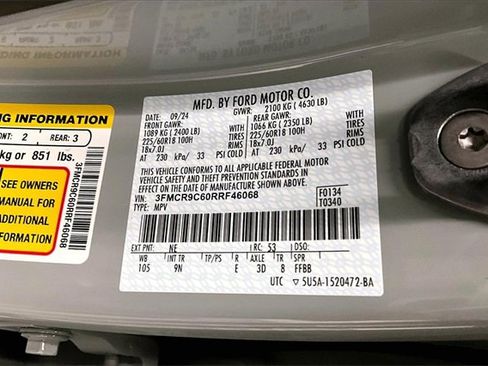 DING INFORMATION
NG INFORMATION
NT: 2 REAR: 3
kg or 851 lbs.
SEE OWNERS
MANUAL FOR
ADDITIONAL
3FMCR9C60RRF46068
MFD. BY FORD MOTOR CO.
DATE: 09/24 GVWR: 2100 KG ( 4630 LB)
FRONT GAWR: REAR GAWR:
1089 KG ( 2400 LB) 1066 KG ( 2350 LB)
225/60R18 100H TIRES 225/60R18 100H TIRES
18x7.0J RIMS 18x7.0J RIMS
AT 230 kPa/ 33 PSI COLD AT 230 kPa/ 33 PSI COLD
THIS VEHICLE CONFORMS TO ALL APPLICABLE FEDERAL MOTOR
VEHICLE SAFETY AND THEFT PREVENTION STANDARDS IN
EFFECT ON THE DATE OF MANUFACTURE SHOWN ABOVE.
VIN: 3FMCR9C60RRF46068 F0134
TYPE: MPV T0340
EXT PNT: NE RC: 53 DSO:
WB INT TR TP/PS R AXLE TR SPR
105 9N E 3D 8 FFBB
UTC 5U5A-1520472-BA